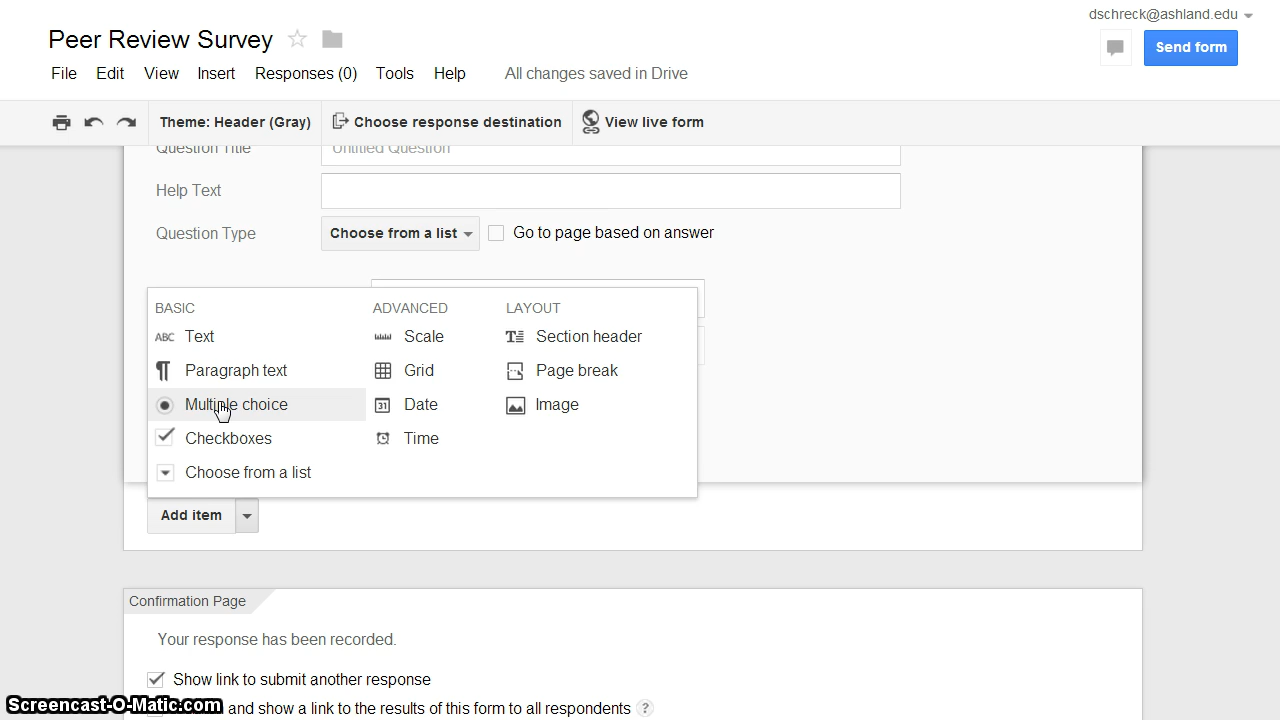 dschreck@ashland.edu
Peer Review Survey
Send form
File Edit View Insert Responses (0) Tools Help All changes saved in Drive
Theme: Header (Gray) Choose response destination View live form
Question Title Untitled Question
Help Text
Question Type Choose from a list Go to page based on answer
BASIC ADVANCED LAYOUT
ABC Text Scale Section header
Paragraph text Grid Page break
Multiple choice 31 Date Image
Checkboxes Time
Choose from a list
Add item
Confirmation Page
Your response has been recorded.
Show link to submit another response
and show a link to the results of this form to all respondents ?
Screencast-O-Matic.com